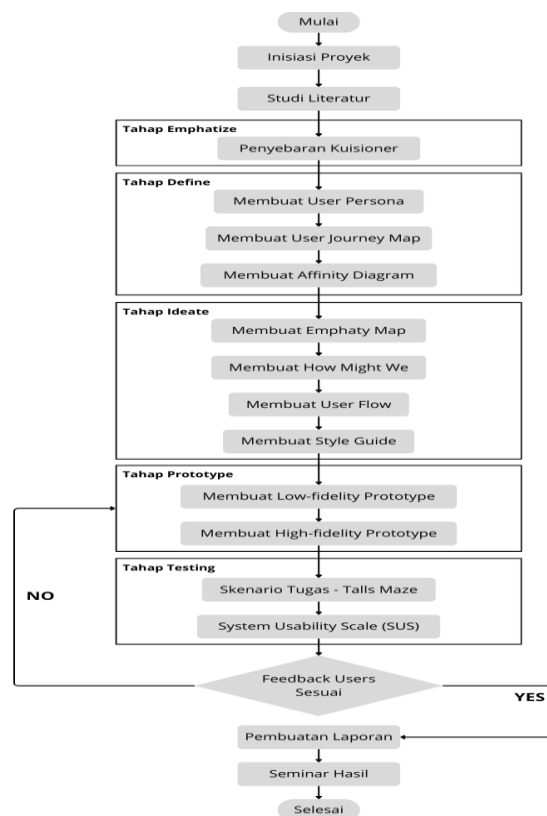 Mulai
Inisiasi Proyek
Studi Literatur
Tahap Emphatize
Penyebaran Kuisioner
Tahap Define
Membuat User Persona
Membuat User Journey Map
Membuat Affinity Diagram
Tahap Ideate
Membuat Emphaty Map
Membuat How Might We
Membuat User Flow
Membuat Style Guide
Tahap Prototype
Membuat Low-fidelity Prototype
Membuat High-fidelity Prototype
Tahap Testing
Skenario Tugas - Talls Maze
System Usability Scale (SUS)
NO
Feedback Users
Sesuai
YES
Pembuatan Laporan
Seminar Hasil
Selesai